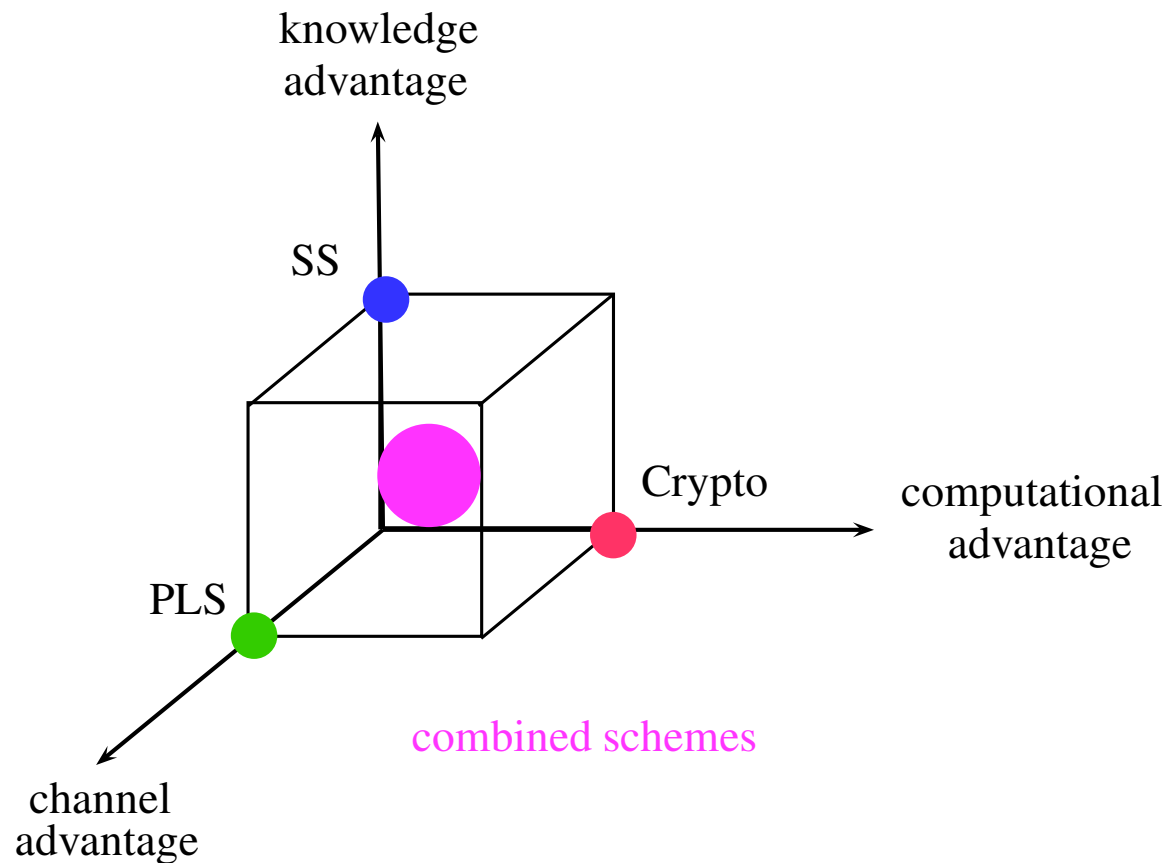 knowledge
advantage
SS
Crypto
computational
advantage
PLS
combined schemes
channel
advantage